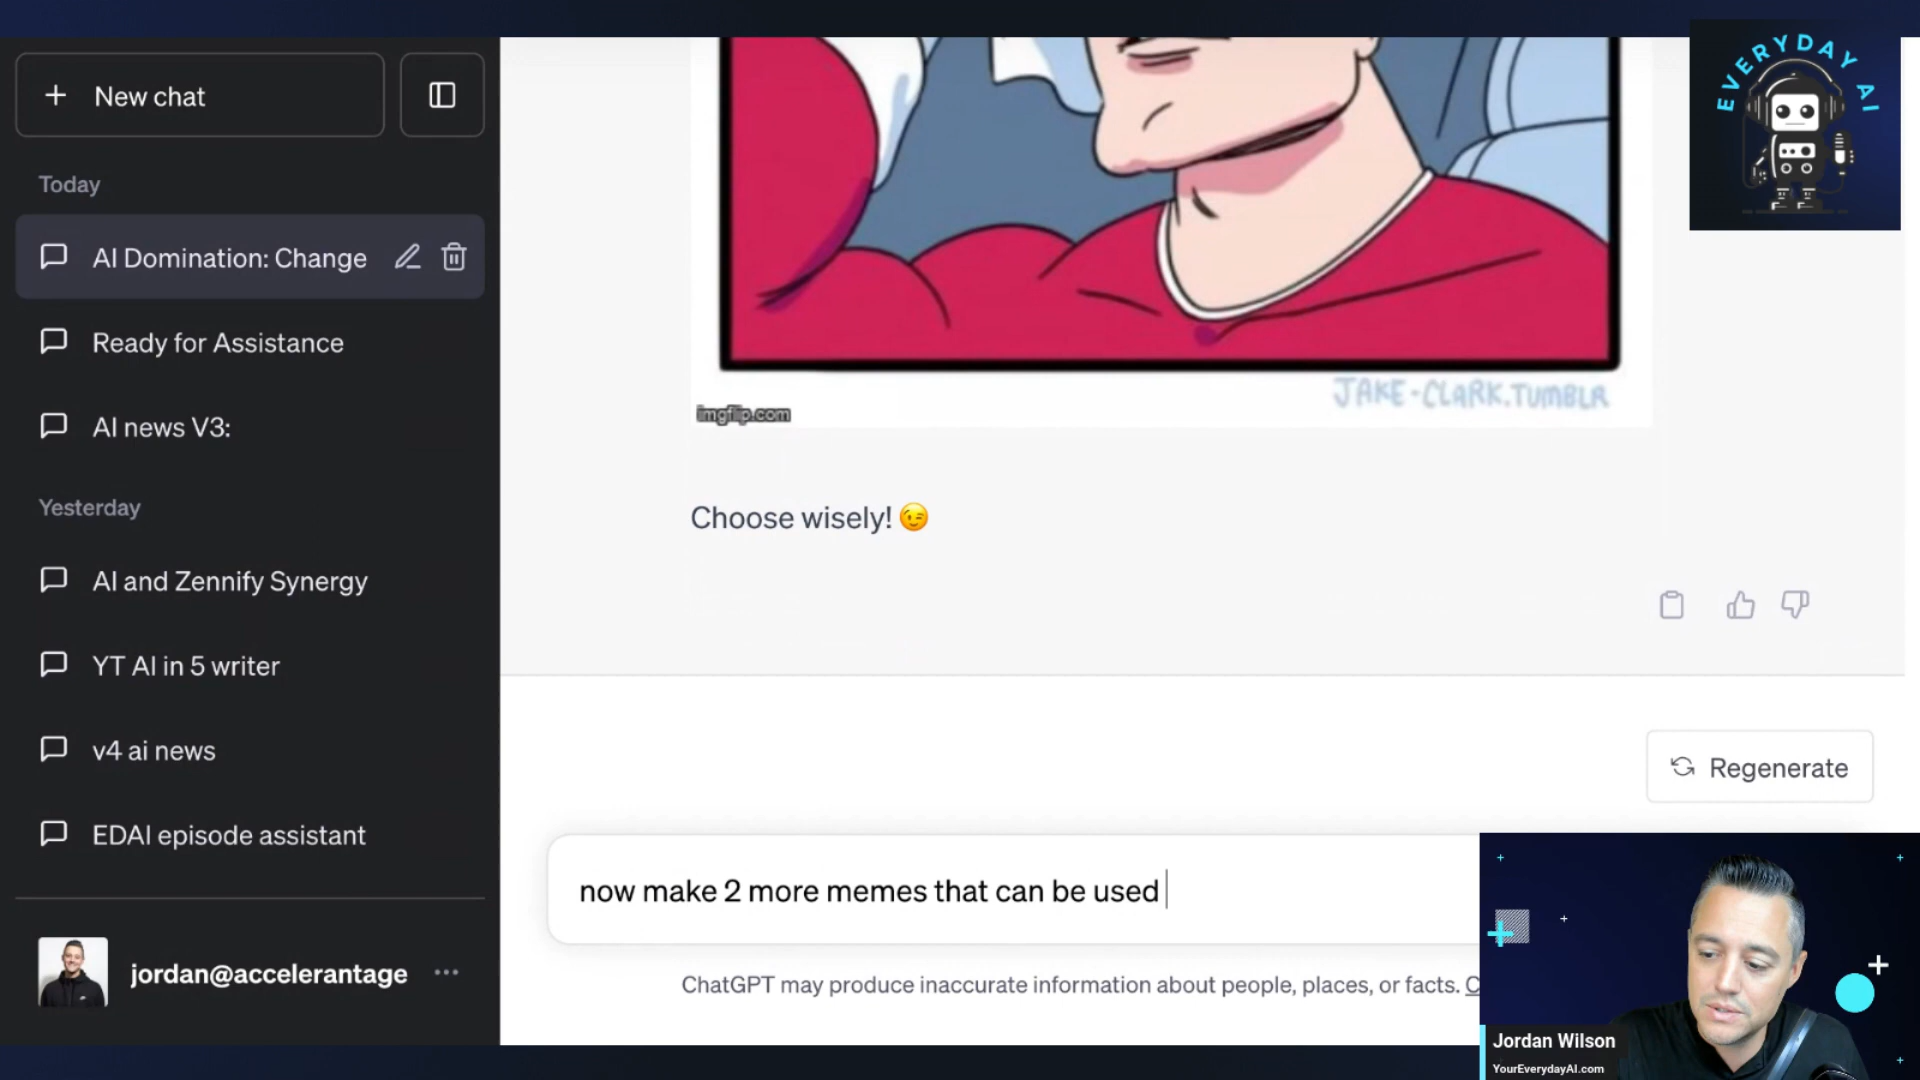 New chat
Today
AI Domination: Change
Ready for Assistance
AI news V3:
Yesterday
AI and Zennify Synergy
YT AI in 5 writer
v4 ai news
EDAI episode assistant
jordan@accelerantage
JAKE-CLARK.TUMBLR
imgflip.com
Choose wisely! 😉
Regenerate
now make 2 more memes that can be used
ChatGPT may produce inaccurate information about people, places, or facts. C
EVERYDAY AI
Jordan Wilson
YourEverydayAI.com